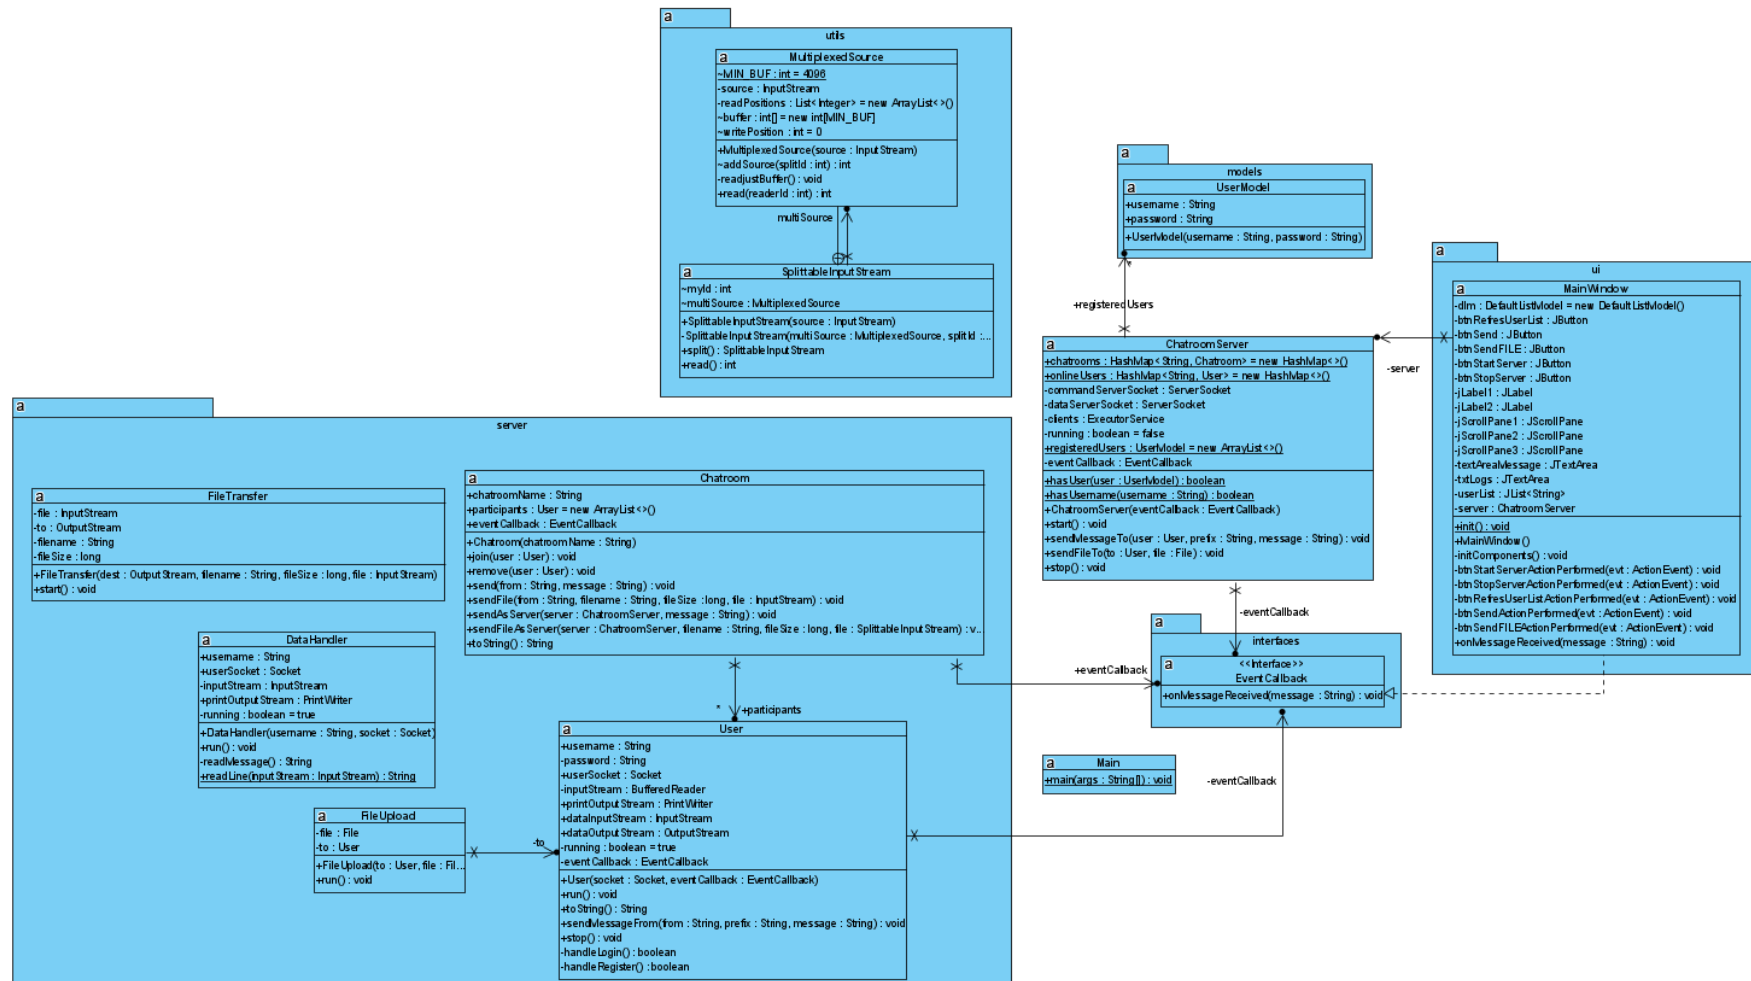 a
utils
a
MultiplexedSource
~MIN_BUF : int = 4096
-source : InputStream
-readPositions : List<Integer> = new ArrayList<>()
~buffer : int[] = new int[MIN_BUF]
~writePosition : int = 0
+MultiplexedSource(source : InputStream)
~addSource(splitId : int) : int
-readjustBuffer() : void
+read(readerId : int) : int
multiSource
a
SplittableInputStream
~myId : int
~multiSource : MultiplexedSource
+SplittableInputStream(source : InputStream)
-SplittableInputStream(multiSource : MultiplexedSource, splitId :...
+split() : SplittableInputStream
+read() : int
a
models
a
UserModel
+username : String
+password : String
+UserModel(username : String, password : String)
*
+registeredUsers
a
ChatroomServer
+chatrooms : HashMap<String, Chatroom> = new HashMap<>()
+onlineUsers : HashMap<String, User> = new HashMap<>()
-commandServerSocket : ServerSocket
-dataServerSocket : ServerSocket
-clients : ExecutorService
-running : boolean = false
+registeredUsers : UserModel = new ArrayList<>()
-eventCallback : EventCallback
+hasUser(user : UserModel) : boolean
+hasUsername(username : String) : boolean
+ChatroomServer(eventCallback : EventCallback)
+start() : void
+sendMessageTo(user : User, prefix : String, message : String) : void
+sendFileTo(to : User, file : File) : void
+stop() : void
-server
a
ui
a
MainWindow
-dlm : DefaultListModel = new DefaultListModel()
-btnRefresUserList : JButton
-btnSend : JButton
-btnSendFILE : JButton
-btnStartServer : JButton
-btnStopServer : JButton
-jLabel1 : JLabel
-jLabel2 : JLabel
-jScrollPane1 : JScrollPane
-jScrollPane2 : JScrollPane
-jScrollPane3 : JScrollPane
-textAreaMessage : JTextArea
-txtLogs : JTextArea
-userList : JList<String>
-server : ChatroomServer
+init() : void
+MainWindow()
-initComponents() : void
-btnStartServerActionPerformed(evt : ActionEvent) : void
-btnStopServerActionPerformed(evt : ActionEvent) : void
-btnRefresUserListActionPerformed(evt : ActionEvent) : void
-btnSendActionPerformed(evt : ActionEvent) : void
-btnSendFILEActionPerformed(evt : ActionEvent) : void
+onMessageReceived(message : String) : void
a
server
a
FileTransfer
-file : InputStream
-to : OutputStream
-filename : String
-fileSize : long
+FileTransfer(dest : OutputStream, filename : String, fileSize : long, file : InputStream)
+start() : void
a
Chatroom
+chatroomName : String
+participants : User = new ArrayList<>()
+eventCallback : EventCallback
+Chatroom(chatroomName : String)
+join(user : User) : void
+remove(user : User) : void
+send(from : String, message : String) : void
+sendFile(from : String, filename : String, fileSize : long, file : InputStream) : void
+sendAsServer(server : ChatroomServer, message : String) : void
+sendFileAsServer(server : ChatroomServer, filename : String, fileSize : long, file : SplittableInputStream) : v...
+toString() : String
a
DataHandler
+username : String
+userSocket : Socket
-inputStream : InputStream
+printOutputStream : PrintWriter
-running : boolean = true
+DataHandler(username : String, socket : Socket)
+run() : void
-readMessage() : String
+readLine(inputStream : InputStream) : String
a
FileUpload
-file : File
-to : User
+FileUpload(to : User, file : Fil...
+run() : void
-to
*
+participants
a
User
+username : String
-password : String
+userSocket : Socket
-inputStream : BufferedReader
+printOutputStream : PrintWriter
+dataInputStream : InputStream
+dataOutputStream : OutputStream
-running : boolean = true
-eventCallback : EventCallback
+User(socket : Socket, eventCallback : EventCallback)
+run() : void
+toString() : String
+sendMessageFrom(from : String, prefix : String, message : String) : void
+stop() : void
-handleLogin() : boolean
-handleRegister() : boolean
-eventCallback
+eventCallback
a
interfaces
a
<<Interface>>
EventCallback
+onMessageReceived(message : String) : void
a
Main
+main(args : String[]) : void
-eventCallback